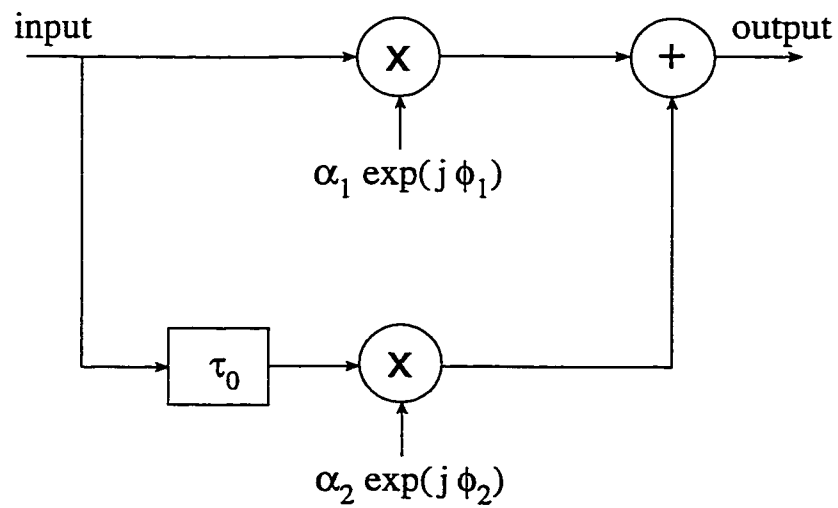 input
output
x
+
α₁ exp(j ϕ₁)
τ₀
x
α₂ exp(j ϕ₂)